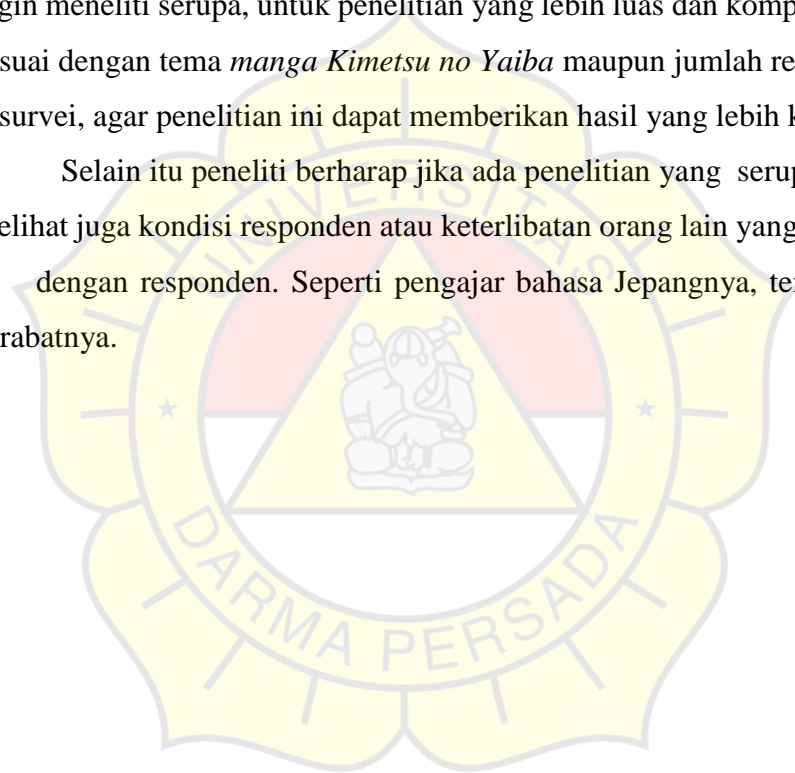 gin meneliti serupa, untuk penelitian yang lebih luas dan komp
suai dengan tema manga Kimetsu no Yaiba maupun jumlah re
survei, agar penelitian ini dapat memberikan hasil yang lebih k
Selain itu peneliti berharap jika ada penelitian yang serup
elihat juga kondisi responden atau keterlibatan orang lain yang
dengan responden. Seperti pengajar bahasa Jepangnya, te
rabatnya.
UNIVERSITAS
DARMA PERSADA